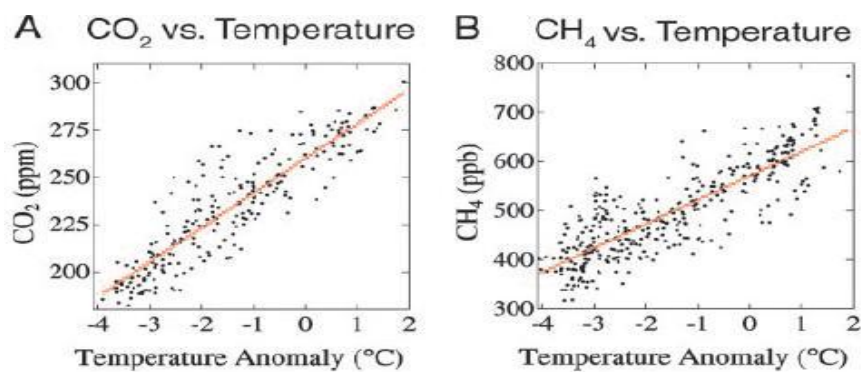 A CO₂ vs. Temperature
300
275
250
225
200
CO₂ (ppm)
-4 -3 -2 -1 0 1 2
Temperature Anomaly (°C)
B CH₄ vs. Temperature
800
700
600
500
400
300
CH₄ (ppb)
-4 -3 -2 -1 0 1 2
Temperature Anomaly (°C)